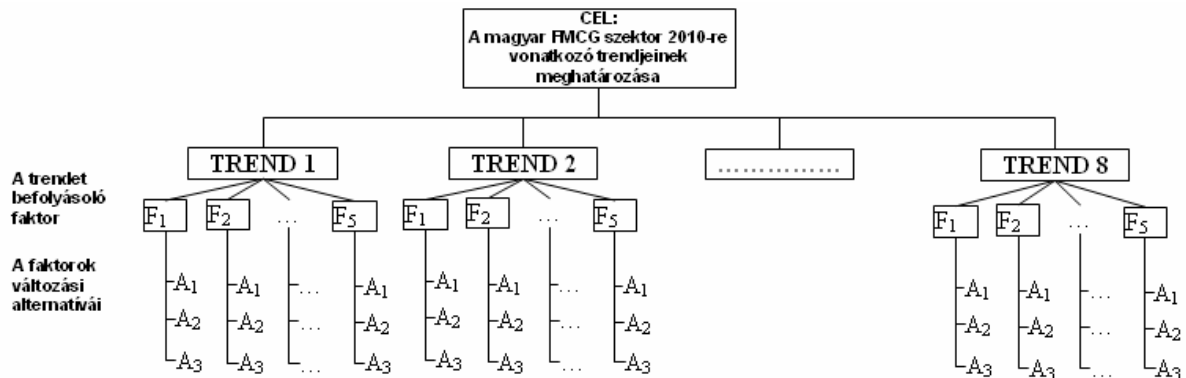 CEL:
A magyar FMCG szektor 2010-re
vonatkozó trendjeinek
meghatározása
TREND 1 TREND 2 ............... TREND 8
A trendet
befolyásoló
faktor
F1 F2 ... F5 F1 F2 ... F5 F1 F2 ... F5
A faktorok
változási
alternatívái
A1 A1 ... A1 A1 A1 ... A1 A1 A1 ... A1
A2 A2 ... A2 A2 A2 ... A2 A2 A2 ... A2
A3 A3 ... A3 A3 A3 ... A3 A3 A3 ... A3